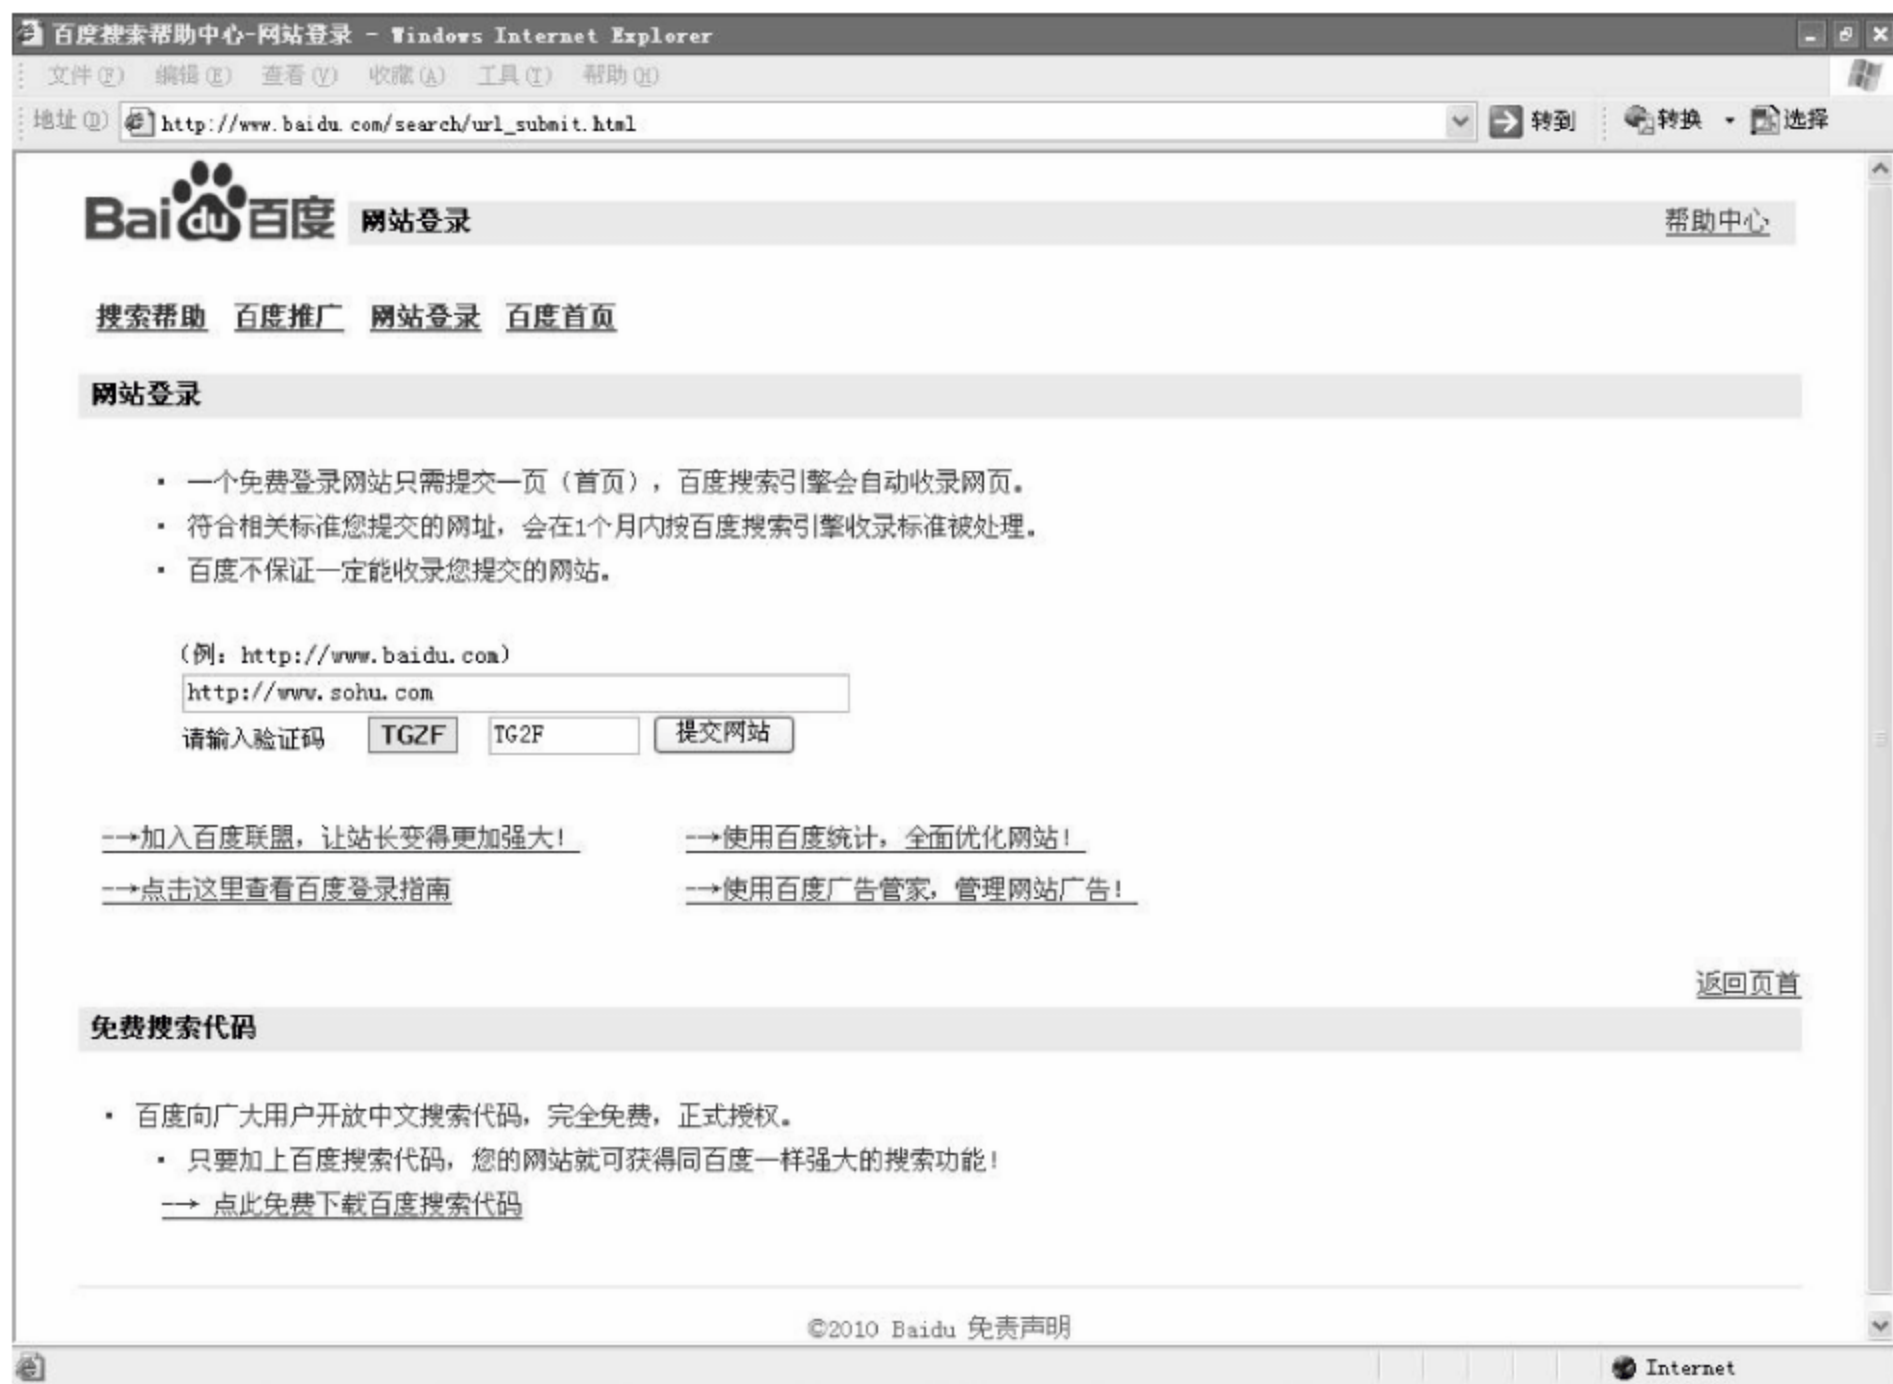 百度搜索帮助中心-网站登录 - Windows Internet Explorer
文件(F) 编辑(E) 查看(V) 收藏(A) 工具(T) 帮助(H)
地址(D) http://www.baidu.com/search/url_submit.html 转到 转换 选择
Bai du 百度 网站登录 帮助中心
搜索帮助 百度推广 网站登录 百度首页
网站登录
· 一个免费登录网站只需提交一页（首页），百度搜索引擎会自动收录网页。
· 符合相关标准您提交的网址，会在1个月内按百度搜索引擎收录标准被处理。
· 百度不保证一定能收录您提交的网站。
(例：http://www.baidu.com)
http://www.sohu.com
请输入验证码 TG2F TG2F 提交网站
-→加入百度联盟，让站长变得更加强大！ -→使用百度统计，全面优化网站！
-→点击这里查看百度登录指南 -→使用百度广告管家，管理网站广告！
返回页首
免费搜索代码
· 百度向广大用户开放中文搜索代码，完全免费，正式授权。
· 只要加上百度搜索代码，您的网站就可获得同百度一样强大的搜索功能！
-→ 点此免费下载百度搜索代码
©2010 Baidu 免责声明
Internet